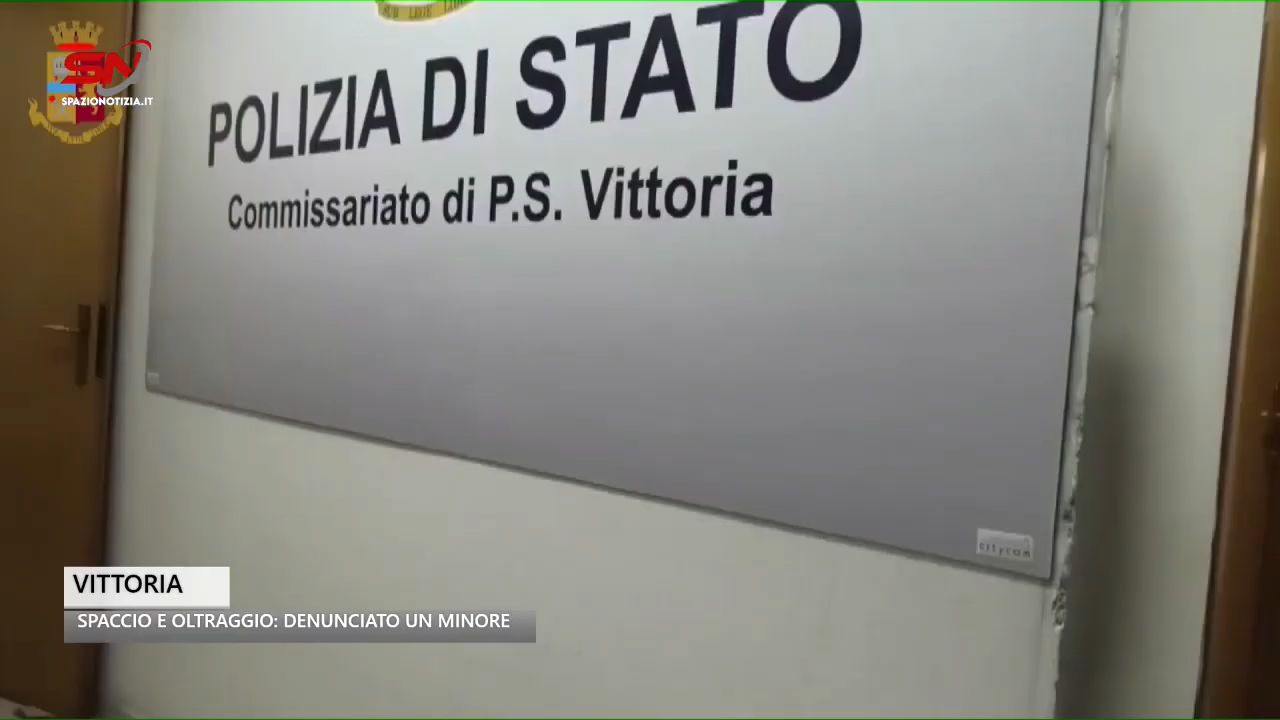 SPAZIONOTIZIA.IT
POLIZIA DI STATO
Commissariato di P.S. Vittoria
citycom
VITTORIA
SPACCIO E OLTRAGGIO: DENUNCIATO UN MINORE